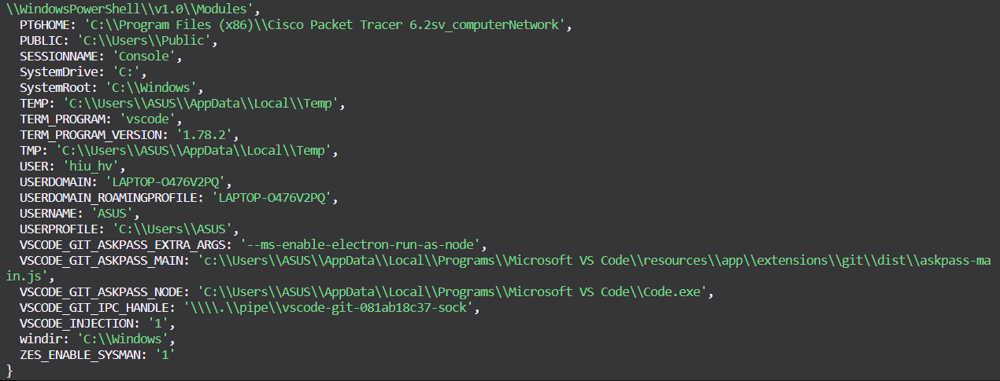 \\WindowsPowerShell\\v1.0\\Modules',
PT6HOME: 'C:\\Program Files (x86)\\Cisco Packet Tracer 6.2sv_computerNetwork',
PUBLIC: 'C:\\Users\\Public',
SESSIONNAME: 'Console',
SystemDrive: 'C:',
SystemRoot: 'C:\\Windows',
TEMP: 'C:\\Users\\ASUS\\AppData\\Local\\Temp',
TERM_PROGRAM: 'vscode',
TERM_PROGRAM_VERSION: '1.78.2',
TMP: 'C:\\Users\\ASUS\\AppData\\Local\\Temp',
USER: 'hiu_hv',
USERDOMAIN: 'LAPTOP-O476V2PQ',
USERDOMAIN_ROAMINGPROFILE: 'LAPTOP-O476V2PQ',
USERNAME: 'ASUS',
USERPROFILE: 'C:\\Users\\ASUS',
VSCODE_GIT_ASKPASS_EXTRA_ARGS: '--ms-enable-electron-run-as-node',
VSCODE_GIT_ASKPASS_MAIN: 'c:\\Users\\ASUS\\AppData\\Local\\Programs\\Microsoft VS Code\\resources\\app\\extensions\\git\\dist\\askpass-ma
in.js',
VSCODE_GIT_ASKPASS_NODE: 'C:\\Users\\ASUS\\AppData\\Local\\Programs\\Microsoft VS Code\\Code.exe',
VSCODE_GIT_IPC_HANDLE: '\\\\.\\pipe\\vscode-git-081ab18c37-sock',
VSCODE_INJECTION: '1',
windir: 'C:\\Windows',
ZES_ENABLE_SYSMAN: '1'
}